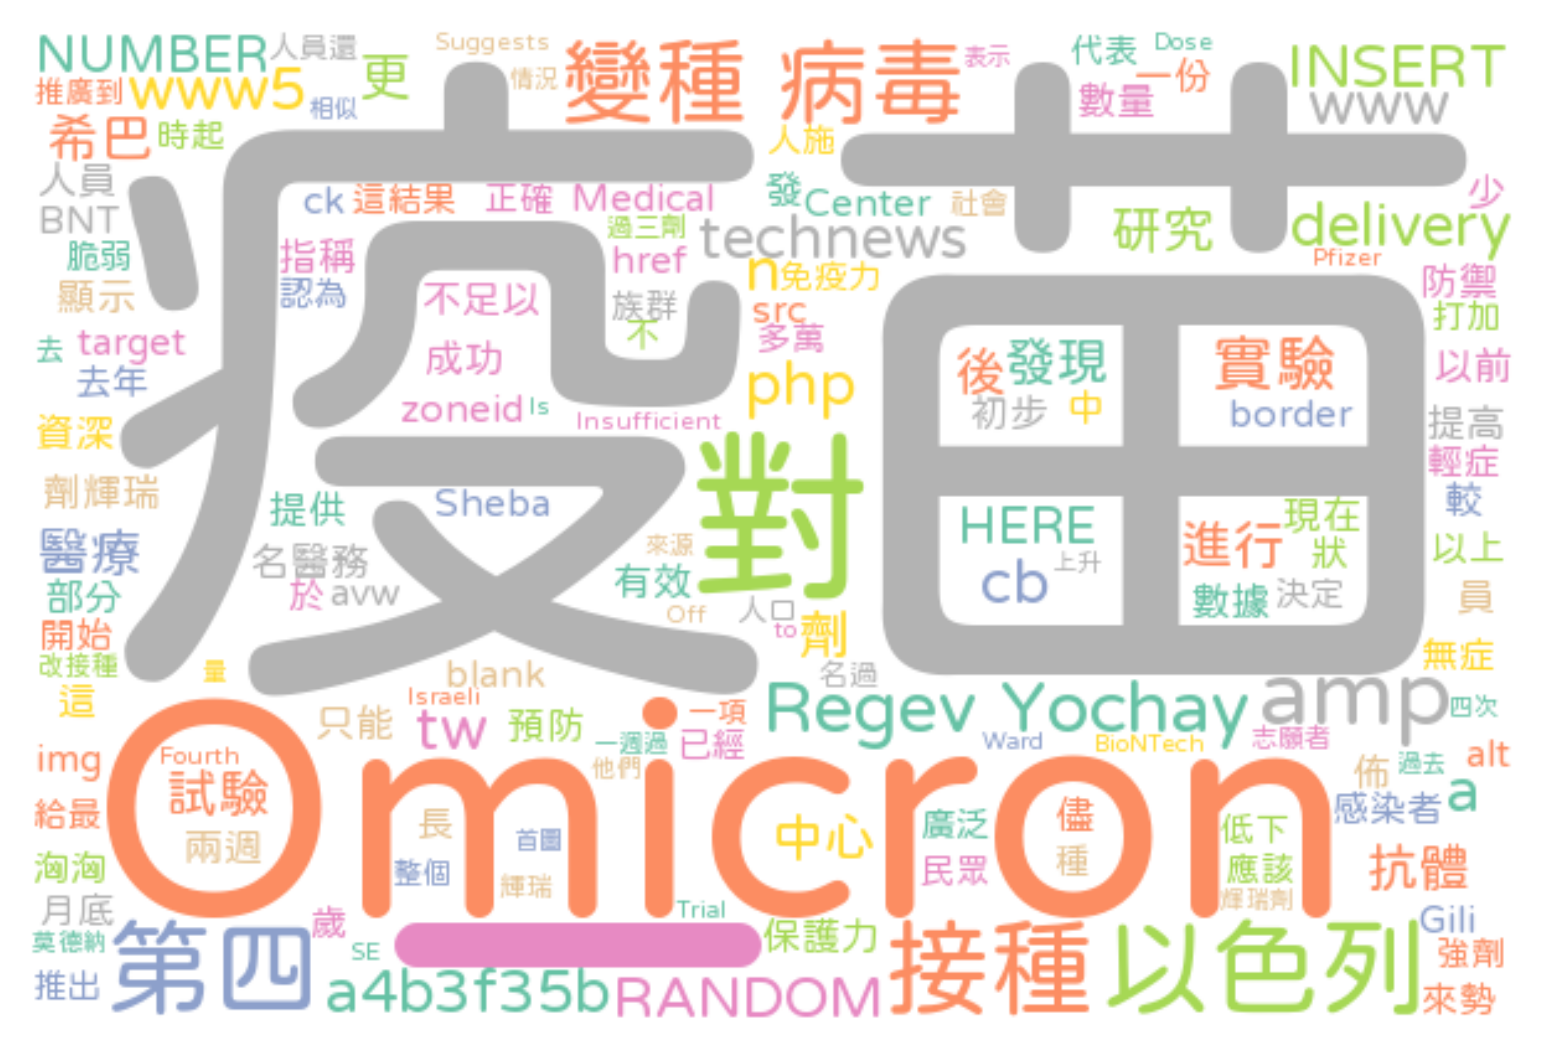 NUMBER 人員還 更 Suggests 情況 變種 病毒 表示 代表 Dose 一份 INSERT
推廣到 www5 相似 數量 www
希巴 時起 人施
人員 ck 這結果 正確 Medical 發 Center 社會 少
BNT 過三劑 technews 研究 delivery
脆弱 指稱 href n 免疫力 Pfizer 防禦
顯示 認為 不足以 族群 src 打加
去 target 不 多萬 後 發現 實驗 以前
去年 成功 php 初步 中 border
資深 zoneid Is Insufficient 提高
疫苗
輕症
劑輝瑞 提供 Sheba 對 HERE 進行 現在 較
醫療 名醫務 來源 cb 上升 狀 以上
部分 於 avw 有效 數據 決定 員
開始 Off 人口 to 劑 無症
改接種 量 blank 名過
這 Israeli Regev Yochay amp 四次
只能 tw 預防 一項
一週過 已經 Ward BioNTech 志願者
img Fourth 他們 佈 過去 alt
Omicron
試驗 感染者 a
給最 兩週 長 首圖 中心 廣泛 儘 低下
洶洶 整個 輝瑞 民眾 種 應該 抗體
月底 Trial 輝瑞劑 Gili
莫德納 第四 歲 SE 一 保護力 接種 以色列 強劑
推出 a4b3f35b RANDOM 來勢